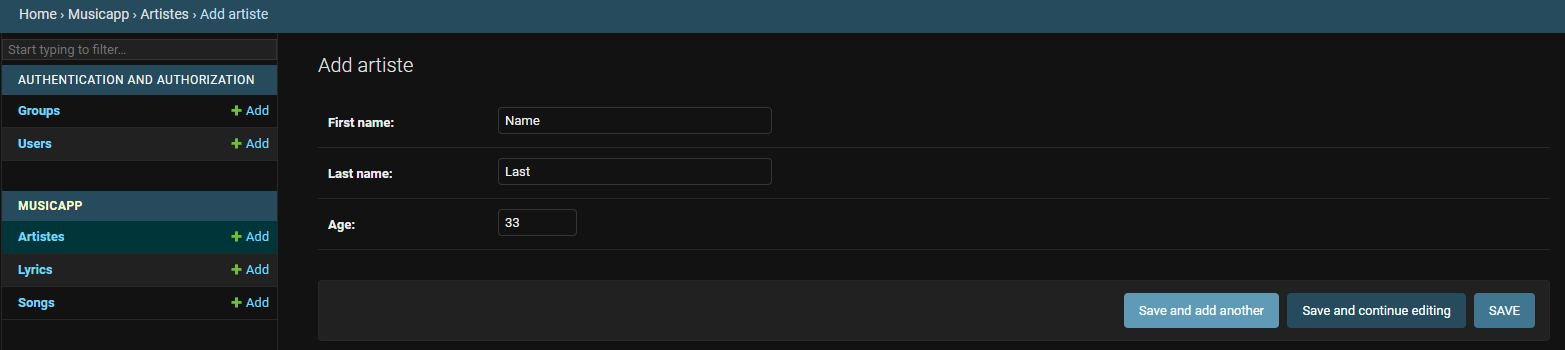 Home › Musicapp › Artistes › Add artiste
Start typing to filter...
AUTHENTICATION AND AUTHORIZATION
Groups + Add
Users + Add
MUSICAPP
Artistes + Add
Lyrics + Add
Songs + Add
Add artiste
First name: Name
Last name: Last
Age: 33
Save and add another Save and continue editing SAVE